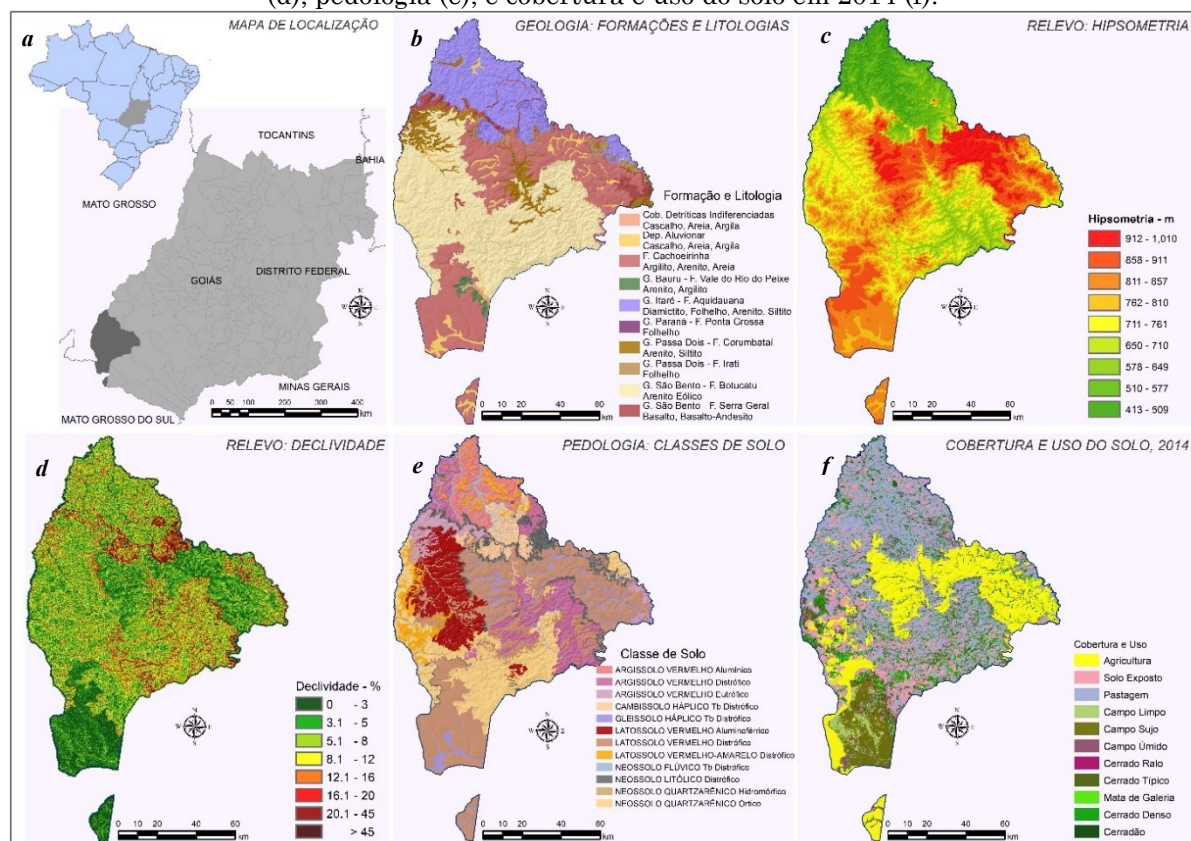 (d), pedologia (e), e cobertura e uso do solo em 2014 (f).
a
MAPA DE LOCALIZAÇÃO
TOCANTINS
BAHIA
MATO GROSSO
GOIÁS
DISTRITO FEDERAL
MINAS GERAIS
MATO GROSSO DO SUL
0 50 100 200 300 400
km
b
GEOLOGIA: FORMAÇÕES E LITOLOGIAS
Formação e Litologia
Cob. Detríticas Indiferenciadas
Cascalho, Areia, Argila
Dep. Aluvionar
Cascalho, Areia, Argila
F. Cachoeirinha
Argilito, Arenito, Areia
G. Bauru - F. Vale do Rio do Peixe
Arenito, Argilito
G. Itaré - F. Aquidauana
Diamictito, Folhelho, Arenito, Siltito
G. Paraná - F. Ponta Grossa
Folhelho
G. Passa Dois - F. Corumbataí
Arenito, Siltito
G. Passa Dois - F. Irati
Folhelho
G. São Bento - F. Botucatu
Arenito Eólico
G. São Bento - F. Serra Geral
Basalto, Basalto-Andesito
0 10 20 40 60
km
c
RELEVO: HIPSOMETRIA
Hipsometria - m
912 - 1,010
858 - 911
811 - 857
762 - 810
711 - 761
650 - 710
578 - 649
510 - 577
413 - 509
0 10 20 40 60
km
d
RELEVO: DECLIVIDADE
Declividade - %
0 - 3
3.1 - 5
5.1 - 8
8.1 - 12
12.1 - 16
16.1 - 20
20.1 - 45
> 45
0 10 20 40 60
km
e
PEDOLOGIA: CLASSES DE SOLO
Classe de Solo
ARGISSOLO VERMELHO Alumínico
ARGISSOLO VERMELHO Distrófico
ARGISSOLO VERMELHO Eutrófico
CAMBISSOLO HÁPLICO Tb Distrófico
GLEISSOLO HÁPLICO Tb Distrófico
LATOSSOLO VERMELHO Aluminoférrico
LATOSSOLO VERMELHO Distrófico
LATOSSOLO VERMELHO-AMARELO Distrófico
NEOSSOLO FLÚVICO Tb Distrófico
NEOSSOLO LITÓLICO Distrófico
NEOSSOLO QUARTZARÊNICO Hidromórfico
NEOSSOLO QUARTZARÊNICO Órtico
0 10 20 40 60
km
f
COBERTURA E USO DO SOLO, 2014
Cobertura e Uso
Agricultura
Solo Exposto
Pastagem
Campo Limpo
Campo Sujo
Campo Úmido
Cerrado Ralo
Cerrado Típico
Mata de Galeria
Cerrado Denso
Cerradão
0 10 20 40 60
km